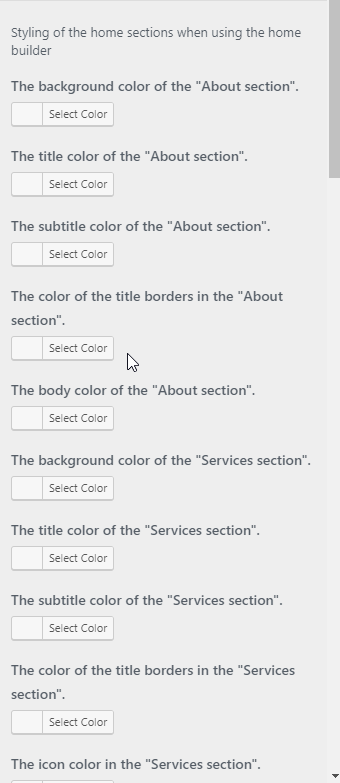 Styling of the home sections when using the home
builder
The background color of the "About section".
Select Color
The title color of the "About section".
Select Color
The subtitle color of the "About section".
Select Color
The color of the title borders in the "About
section".
Select Color
The body color of the "About section".
Select Color
The background color of the "Services section".
Select Color
The title color of the "Services section".
Select Color
The subtitle color of the "Services section".
Select Color
The color of the title borders in the "Services
section".
Select Color
The icon color in the "Services section".